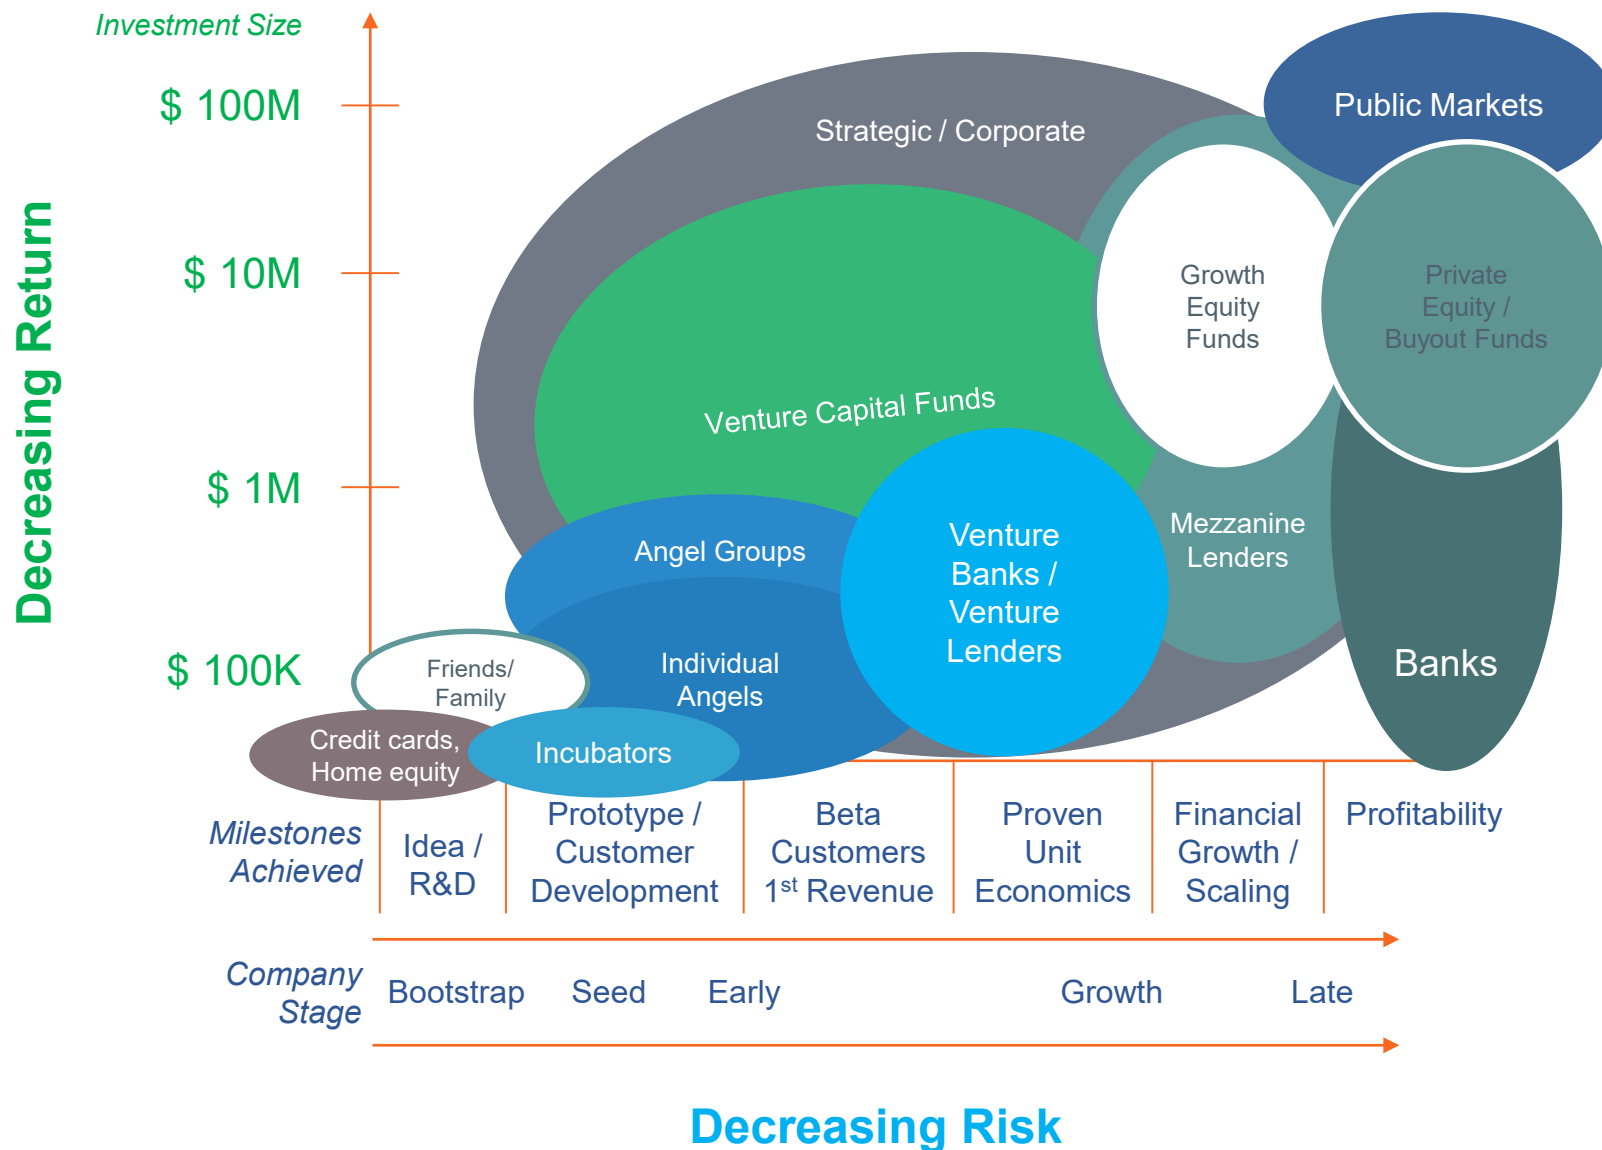 Investment Size
$ 100M
$ 10M
$ 1M
$ 100K
Decreasing Return
Strategic / Corporate
Public Markets
Venture Capital Funds
Growth
Equity
Funds
Private
Equity /
Buyout Funds
Angel Groups
Venture
Banks /
Venture
Lenders
Mezzanine
Lenders
Friends/
Family
Individual
Angels
Banks
Credit cards,
Home equity
Incubators
Milestones
Achieved
Idea /
R&D
Prototype /
Customer
Development
Beta
Customers
1st Revenue
Proven
Unit
Economics
Financial
Growth /
Scaling
Profitability
Company
Stage
Bootstrap
Seed
Early
Growth
Late
Decreasing Risk